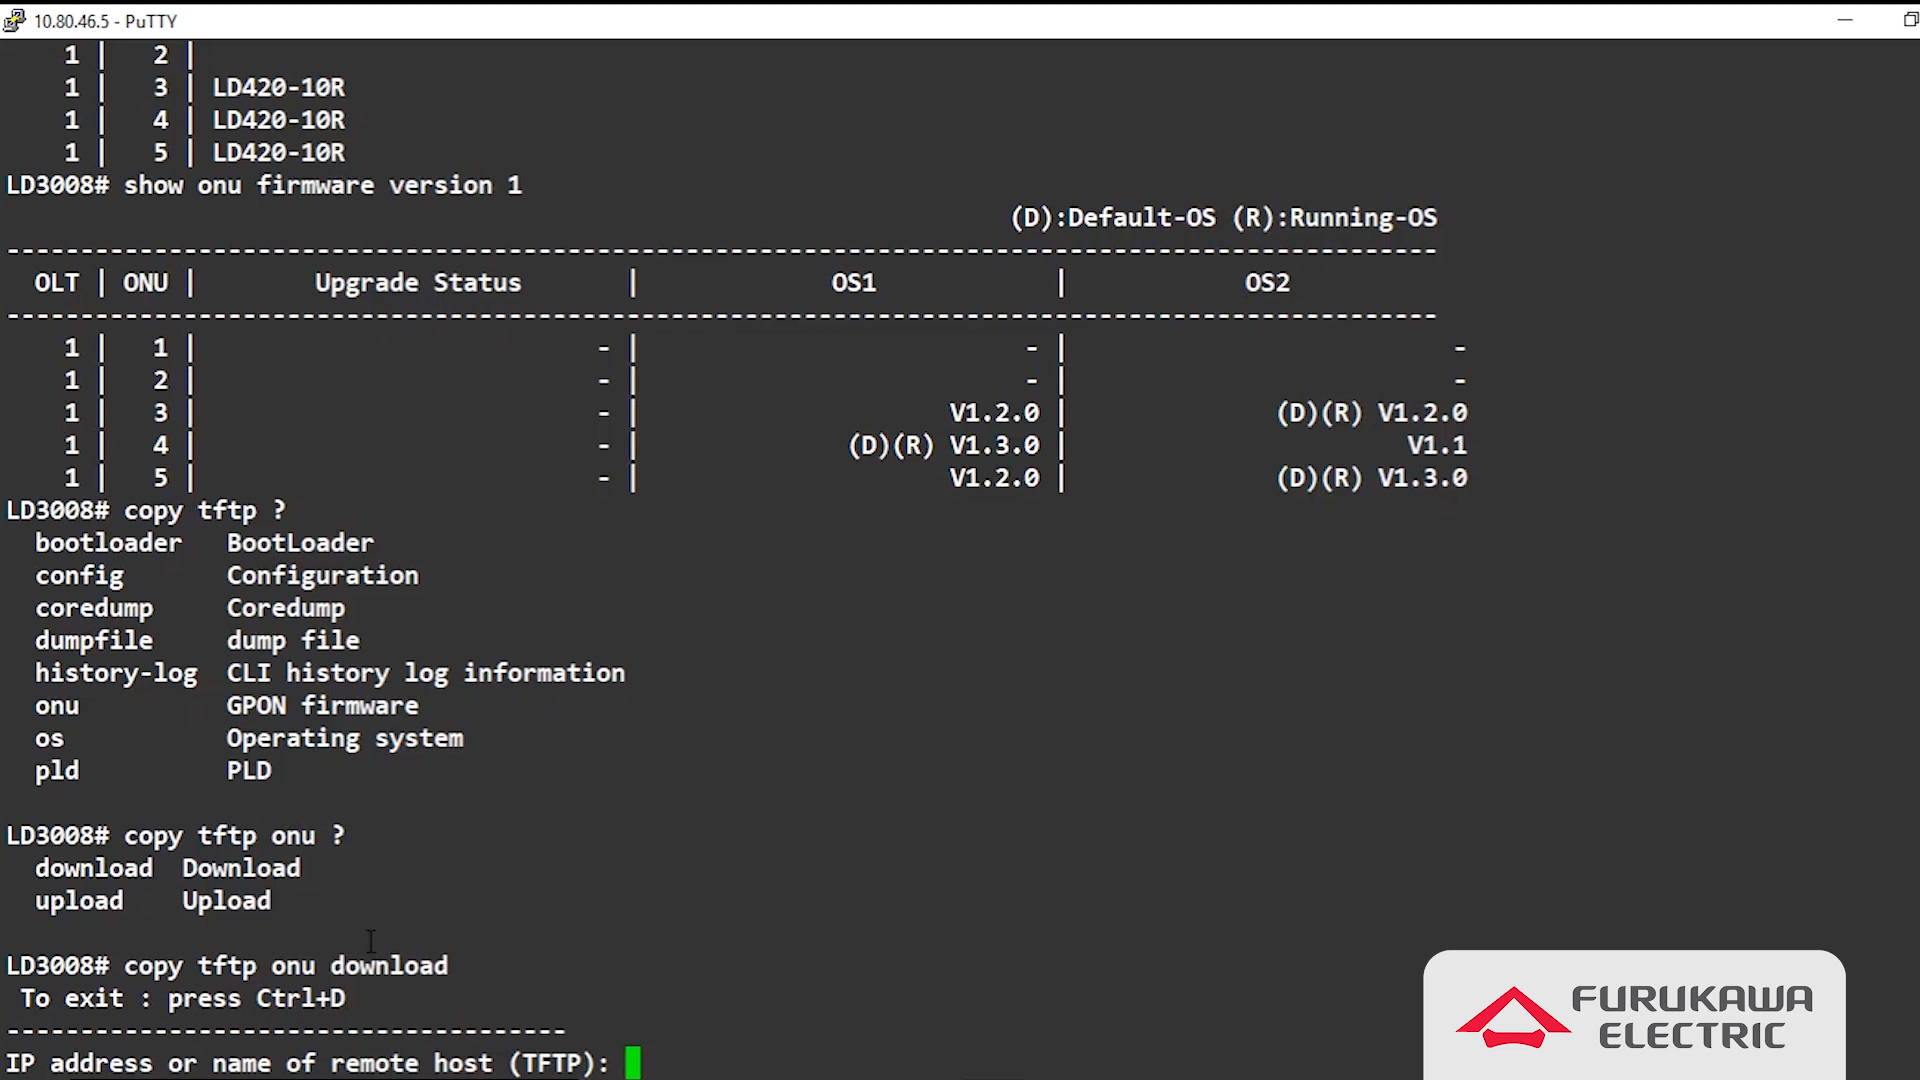 10.80.46.5 - PuTTY
1 | 2 |
1 | 3 | LD420-10R
1 | 4 | LD420-10R
1 | 5 | LD420-10R
LD3008# show onu firmware version 1
(D):Default-OS (R):Running-OS
-------------------------------------------------------------------------------------------------
OLT | ONU | Upgrade Status | OS1 | OS2
-------------------------------------------------------------------------------------------------
1 | 1 | - | - | -
1 | 2 | - | - | -
1 | 3 | - | V1.2.0 | (D)(R) V1.2.0
1 | 4 | - | (D)(R) V1.3.0 | V1.1
1 | 5 | - | V1.2.0 | (D)(R) V1.3.0
LD3008# copy tftp ?
bootloader BootLoader
config Configuration
coredump Coredump
dumpfile dump file
history-log CLI history log information
onu GPON firmware
os Operating system
pld PLD
LD3008# copy tftp onu ?
download Download
upload Upload
LD3008# copy tftp onu download
To exit : press Ctrl+D
--------------------------------------
IP address or name of remote host (TFTP):
FURUKAWA
ELECTRIC